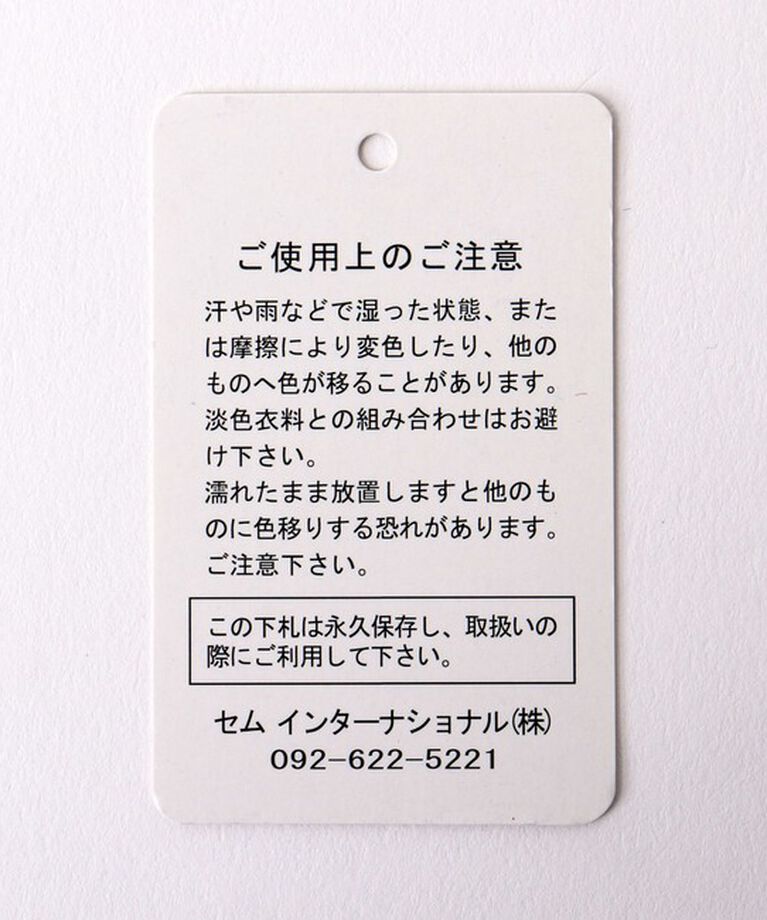 ご使用上のご注意
汗や雨などで湿った状態、また
は摩擦により変色したり、他の
ものへ色が移ることがあります。
淡色衣料との組み合わせはお避
け下さい。
濡れたまま放置しますと他のも
のに色移りする恐れがあります。
ご注意下さい。
この下札は永久保存し、取扱いの
際にご利用して下さい。
セム インターナショナル(株)
092-622-5221